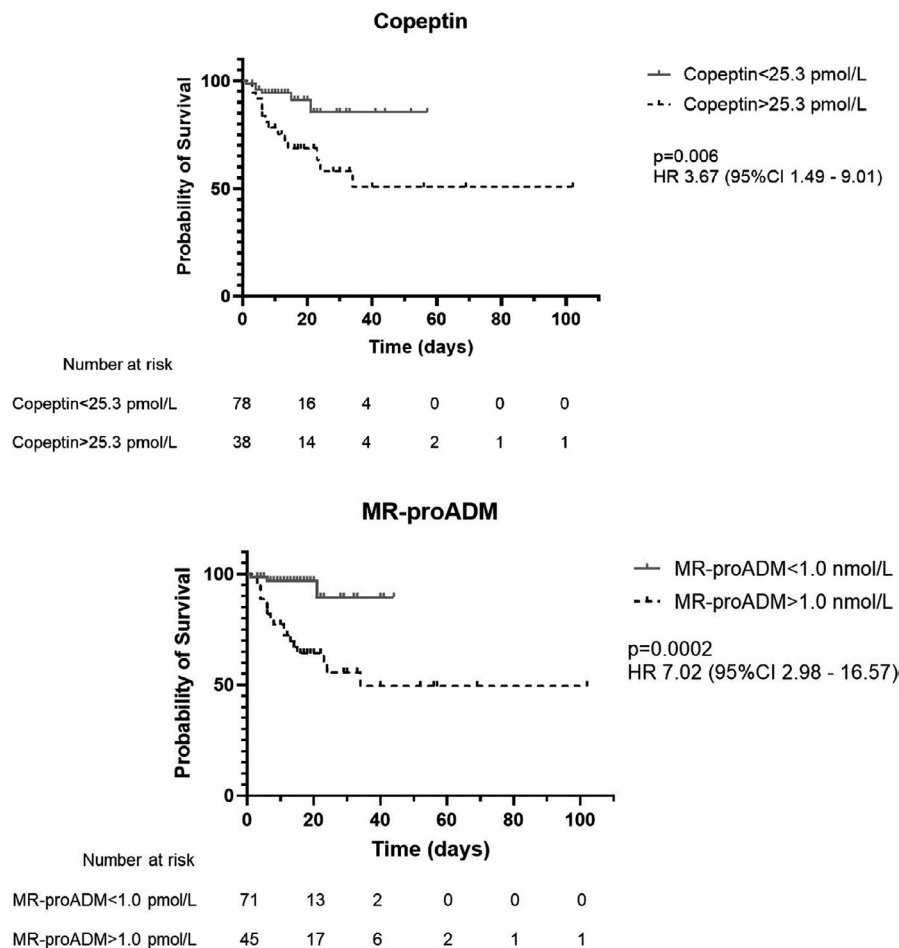 Copeptin
Probability of Survival
100
50
0
0 20 40 60 80 100
Time (days)
Copeptin<25.3 pmol/L
Copeptin>25.3 pmol/L
p=0.006
HR 3.67 (95%CI 1.49 - 9.01)
Number at risk
Copeptin<25.3 pmol/L 78 16 4 0 0 0
Copeptin>25.3 pmol/L 38 14 4 2 1 1
MR-proADM
Probability of Survival
100
50
0
0 20 40 60 80 100
Time (days)
MR-proADM<1.0 nmol/L
MR-proADM>1.0 nmol/L
p=0.0002
HR 7.02 (95%CI 2.98 - 16.57)
Number at risk
MR-proADM<1.0 pmol/L 71 13 2 0 0 0
MR-proADM>1.0 pmol/L 45 17 6 2 1 1